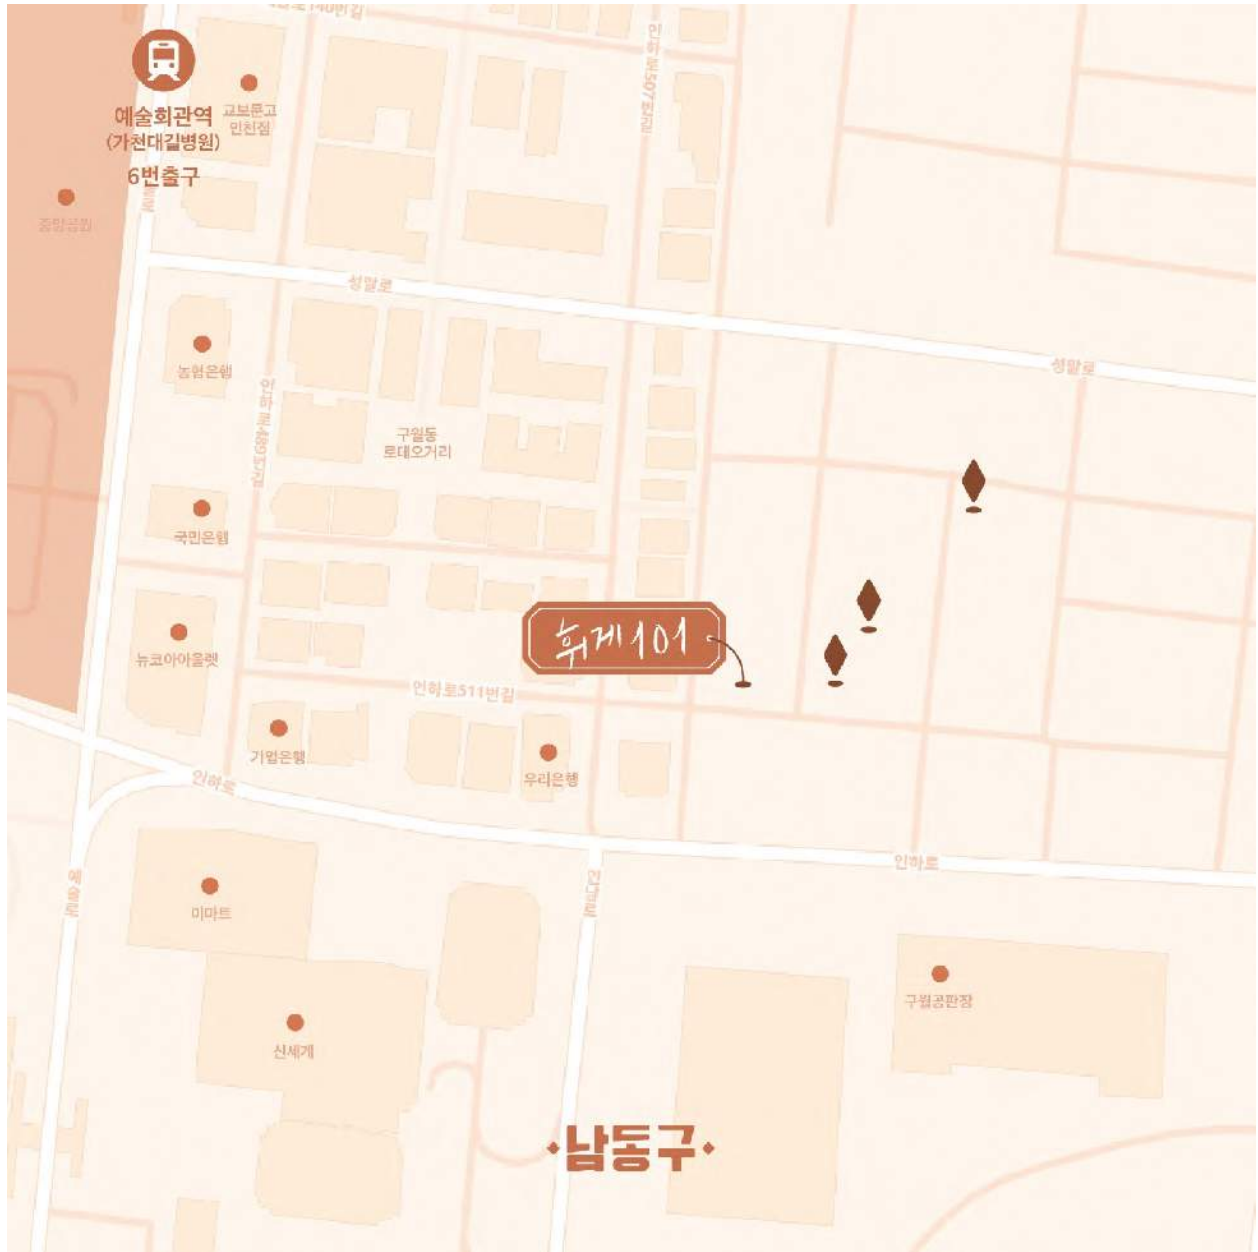 인하로507번길
예술회관역
(가천대길병원)
6번출구
교보문고
인천점
중앙공원
성말로
성말로
농협은행
인하로489번길
구월동
로데오거리
국민은행
휘게101
뉴코아아울렛
인하로511번길
기업은행
우리은행
인하로
인하로
예술로
이마트
구월공판장
신세계
·남동구·